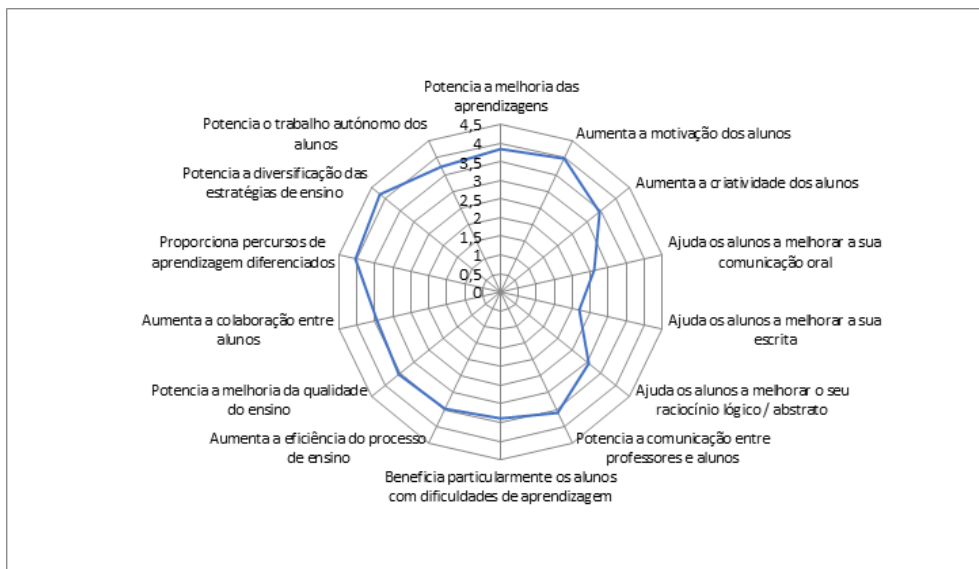 Potencia a melhoria das
aprendizagens
Aumenta a motivação dos alunos
Aumenta a criatividade dos alunos
Ajuda os alunos a melhorar a sua
comunicação oral
Ajuda os alunos a melhorar a sua
escrita
Ajuda os alunos a melhorar o seu
raciocínio lógico / abstrato
Potencia a comunicação entre
professores e alunos
Beneficia particularmente os alunos
com dificuldades de aprendizagem
Aumenta a eficiência do processo
de ensino
Potencia a melhoria da qualidade
do ensino
Aumenta a colaboração entre
alunos
Proporciona percursos de
aprendizagem diferenciados
Potencia a diversificação das
estratégias de ensino
Potencia o trabalho autónomo dos
alunos
4,5
4
3,5
3
2,5
2
1,5
1
0,5
0